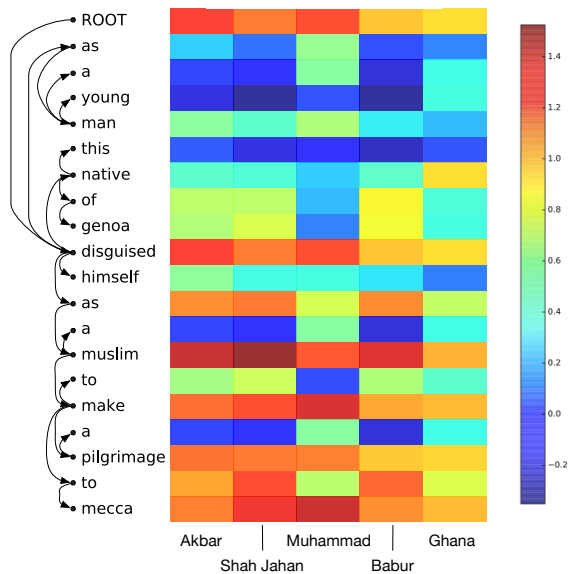 ROOT
as
a
young
man
this
native
of
genoa
disguised
himself
as
a
muslim
to
make
a
pilgrimage
to
mecca
Akbar
Shah Jahan
Muhammad
Babur
Ghana
1.4
1.2
1.0
0.8
0.6
0.4
0.2
0.0
−0.2